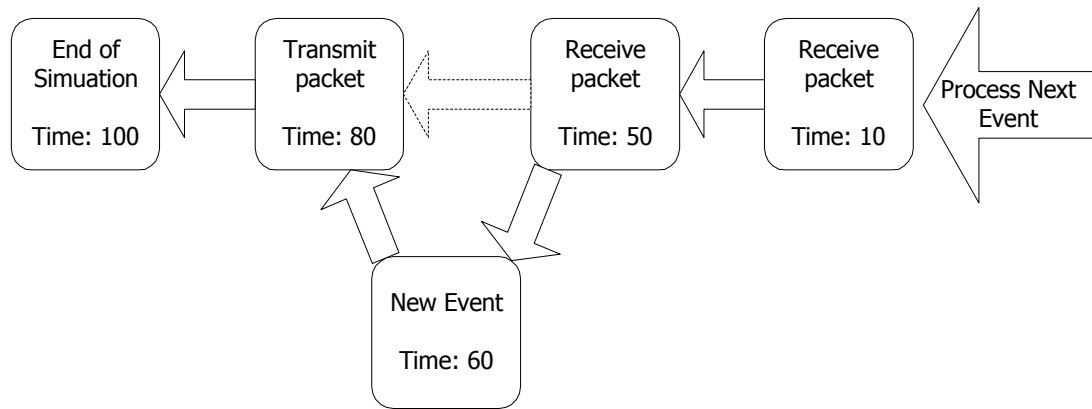 End of
Simuation
Time: 100
Transmit
packet
Time: 80
Receive
packet
Time: 50
Receive
packet
Time: 10
Process Next
Event
New Event
Time: 60